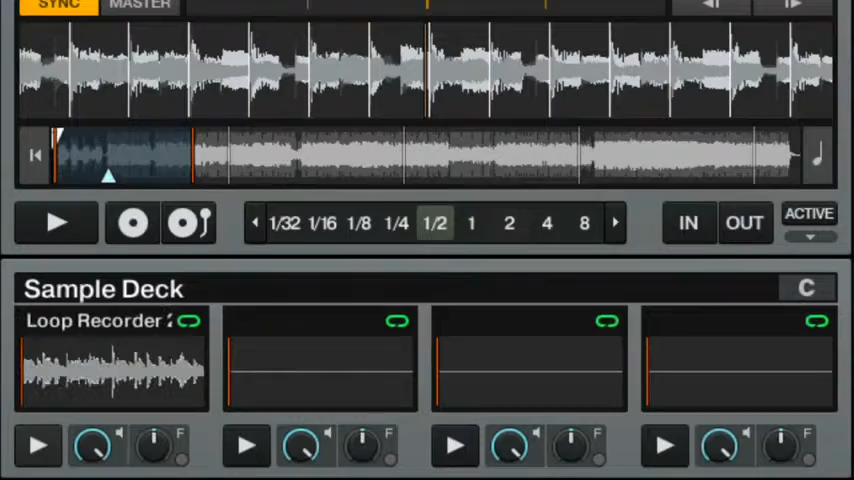 SYNC MASTER
1/32 1/16 1/8 1/4 1/2 1 2 4 8 IN OUT ACTIVE
Sample Deck C
Loop Recorder
F F F F